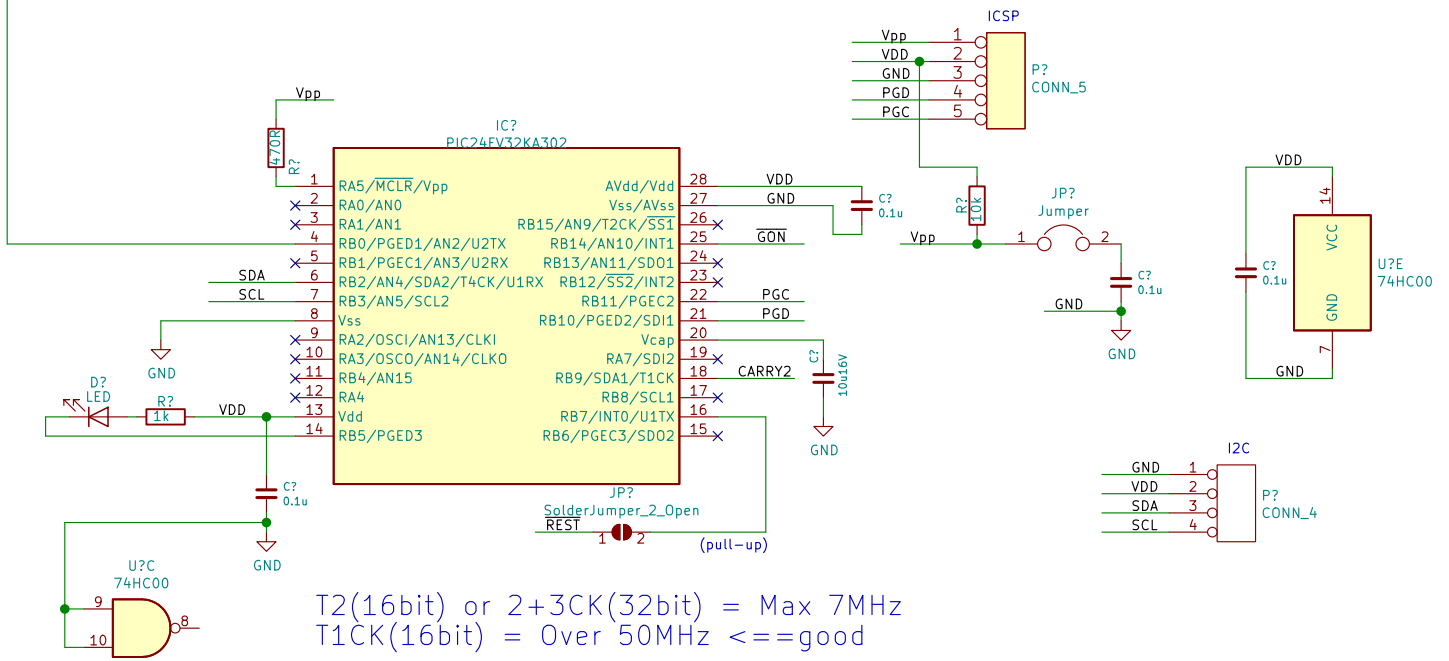 ICSP
Vpp 1
VDD 2
GND 3
PGD 4
PGC 5
P?
CONN_5
Vpp
470R
R?
IC?
PIC24FV32KA302
1 RA5/MCLR/Vpp
2 RA0/AN0
3 RA1/AN1
4 RB0/PGED1/AN2/U2TX
5 RB1/PGEC1/AN3/U2RX
SDA 6 RB2/AN4/SDA2/T4CK/U1RX
SCL 7 RB3/AN5/SCL2
8 Vss
9 RA2/OSCI/AN13/CLKI
10 RA3/OSCO/AN14/CLKO
11 RB4/AN15
12 RA4
VDD 13 Vdd
14 RB5/PGED3
AVdd/Vdd 28 VDD
Vss/AVss 27 GND
RB15/AN9/T2CK/SS1 26
RB14/AN10/INT1 25 GON
RB13/AN11/SDO1 24
RB12/SS2/INT2 23
RB11/PGEC2 22 PGC
RB10/PGED2/SDI1 21 PGD
Vcap 20
RA7/SDI2 19
RB9/SDA1/T1CK 18 CARRY2
RB8/SCL1 17
RB7/INT0/U1TX 16
RB6/PGEC3/SDO2 15
GND
D?
LED
R?
1k
C?
0.1u
GND
C?
0.1u
C?
10u16V
GND
R?
10k
Vpp
JP?
Jumper
1 2
C?
0.1u
GND
GND
VDD
14
VCC
GND
7
GND
C?
0.1u
U?E
74HC00
JP?
SolderJumper_2_Open
REST
1 2
(pull-up)
I2C
GND 1
VDD 2
SDA 3
SCL 4
P?
CONN_4
U?C
74HC00
9
10
8
T2(16bit) or 2+3CK(32bit) = Max 7MHz
T1CK(16bit) = Over 50MHz <==good